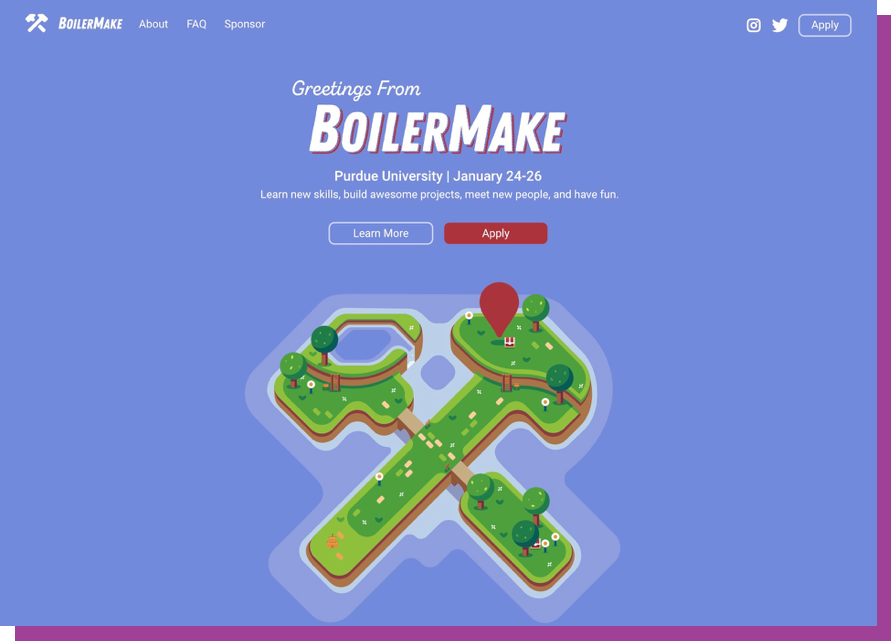 BOILERMAKE About FAQ Sponsor Apply
Greetings From
BOILERMAKE
Purdue University | January 24-26
Learn new skills, build awesome projects, meet new people, and have fun.
Learn More Apply